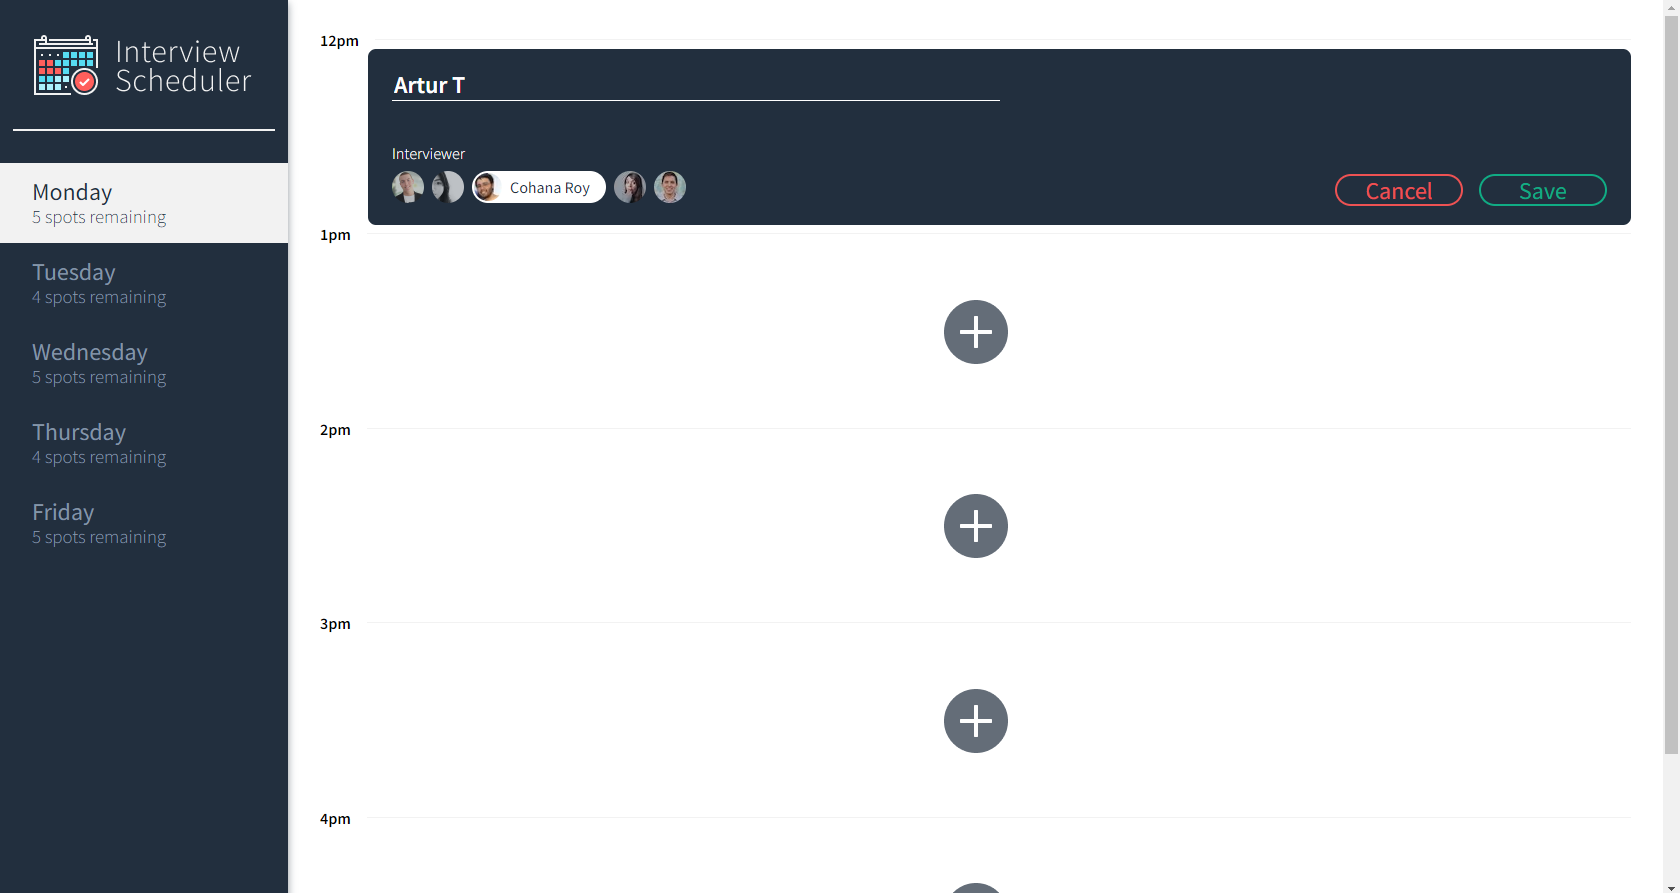 Interview
Scheduler
Monday
5 spots remaining
Tuesday
4 spots remaining
Wednesday
5 spots remaining
Thursday
4 spots remaining
Friday
5 spots remaining
12pm
Artur T
Interviewer
Cohana Roy
Cancel Save
1pm
2pm
3pm
4pm